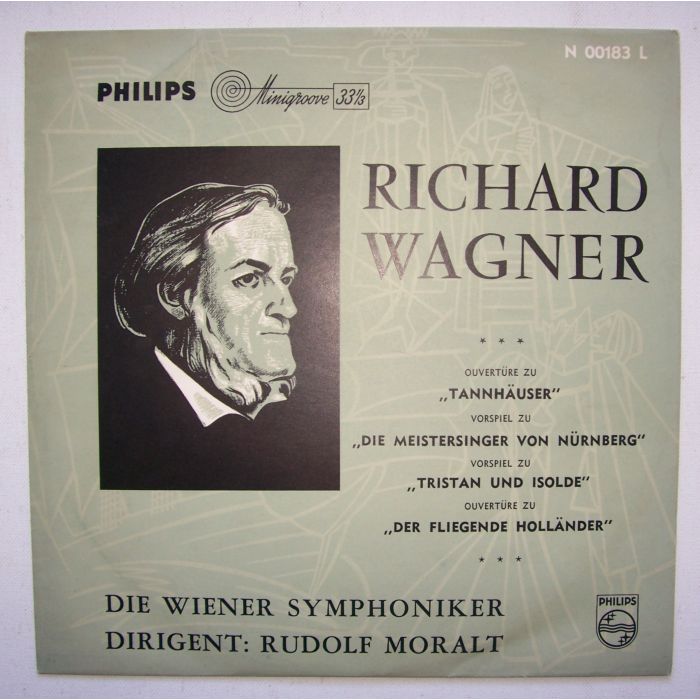 N 00183 L
PHILIPS Minigroove 33⅓
RICHARD
WAGNER
* * *
OUVERTÜRE ZU
„TANNHÄUSER"
VORSPIEL ZU
„DIE MEISTERSINGER VON NÜRNBERG"
VORSPIEL ZU
„TRISTAN UND ISOLDE"
OUVERTÜRE ZU
„DER FLIEGENDE HOLLÄNDER"
* * *
DIE WIENER SYMPHONIKER
DIRIGENT: RUDOLF MORALT
PHILIPS